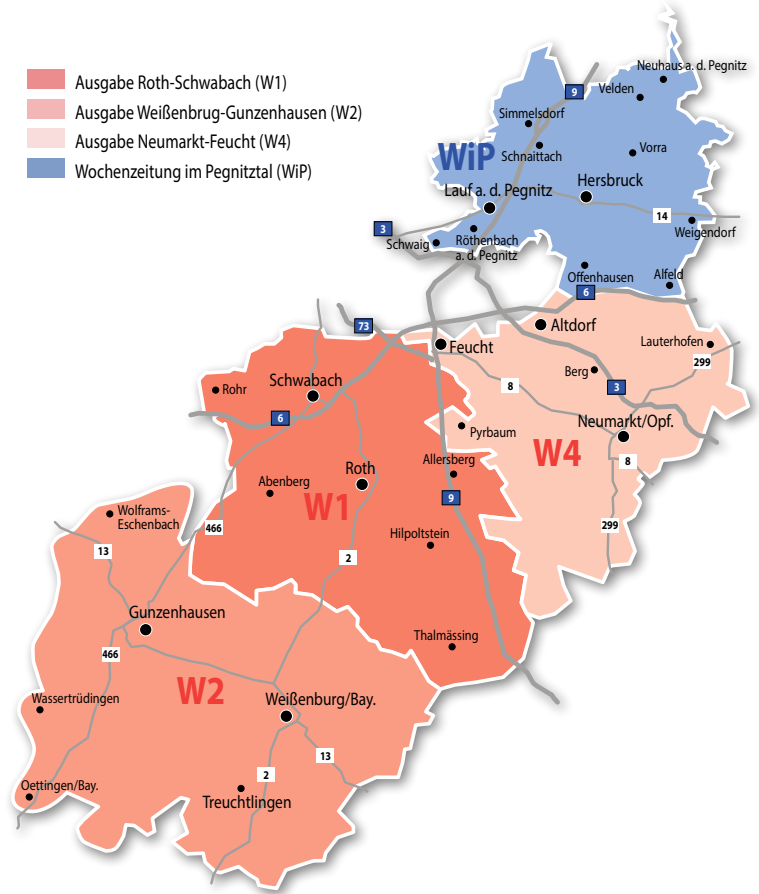 Ausgabe Roth-Schwabach (W1)
Ausgabe Weißenbrug-Gunzenhausen (W2)
Ausgabe Neumarkt-Feucht (W4)
Wochenzeitung im Pegnitztal (WiP)
Neuhaus a. d. Pegnitz
9
Velden
Simmelsdorf
WiP
Schnaittach
Vorra
Lauf a. d. Pegnitz
Hersbruck
14
3
Schwaig
Röthenbach
a. d. Pegnitz
Weigendorf
Offenhausen
Alfeld
6
73
Altdorf
Feucht
Lauterhofen
299
Berg
8
3
Schwabach
Rohr
6
Neumarkt/Opf.
Pyrbaum
W4
8
Allersberg
Roth
Abenberg
9
W1
Wolframs-
Eschenbach
466
299
13
Hilpoltstein
2
Gunzenhausen
466
Thalmässing
W2
Wassertrüdingen
Weißenburg/Bay.
13
2
Oettingen/Bay.
Treuchtlingen